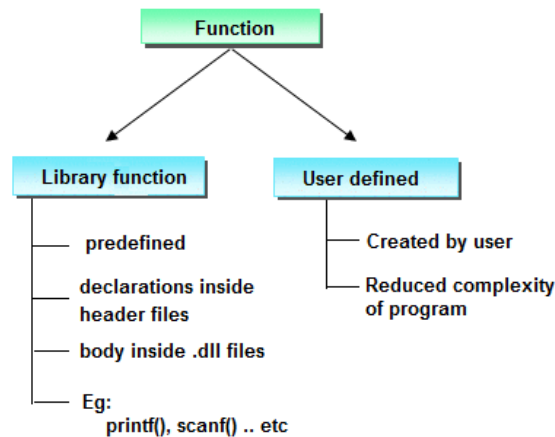 Function
Library function
predefined
declarations inside
header files
body inside .dll files
Eg:
printf(), scanf() .. etc
User defined
Created by user
Reduced complexity
of program